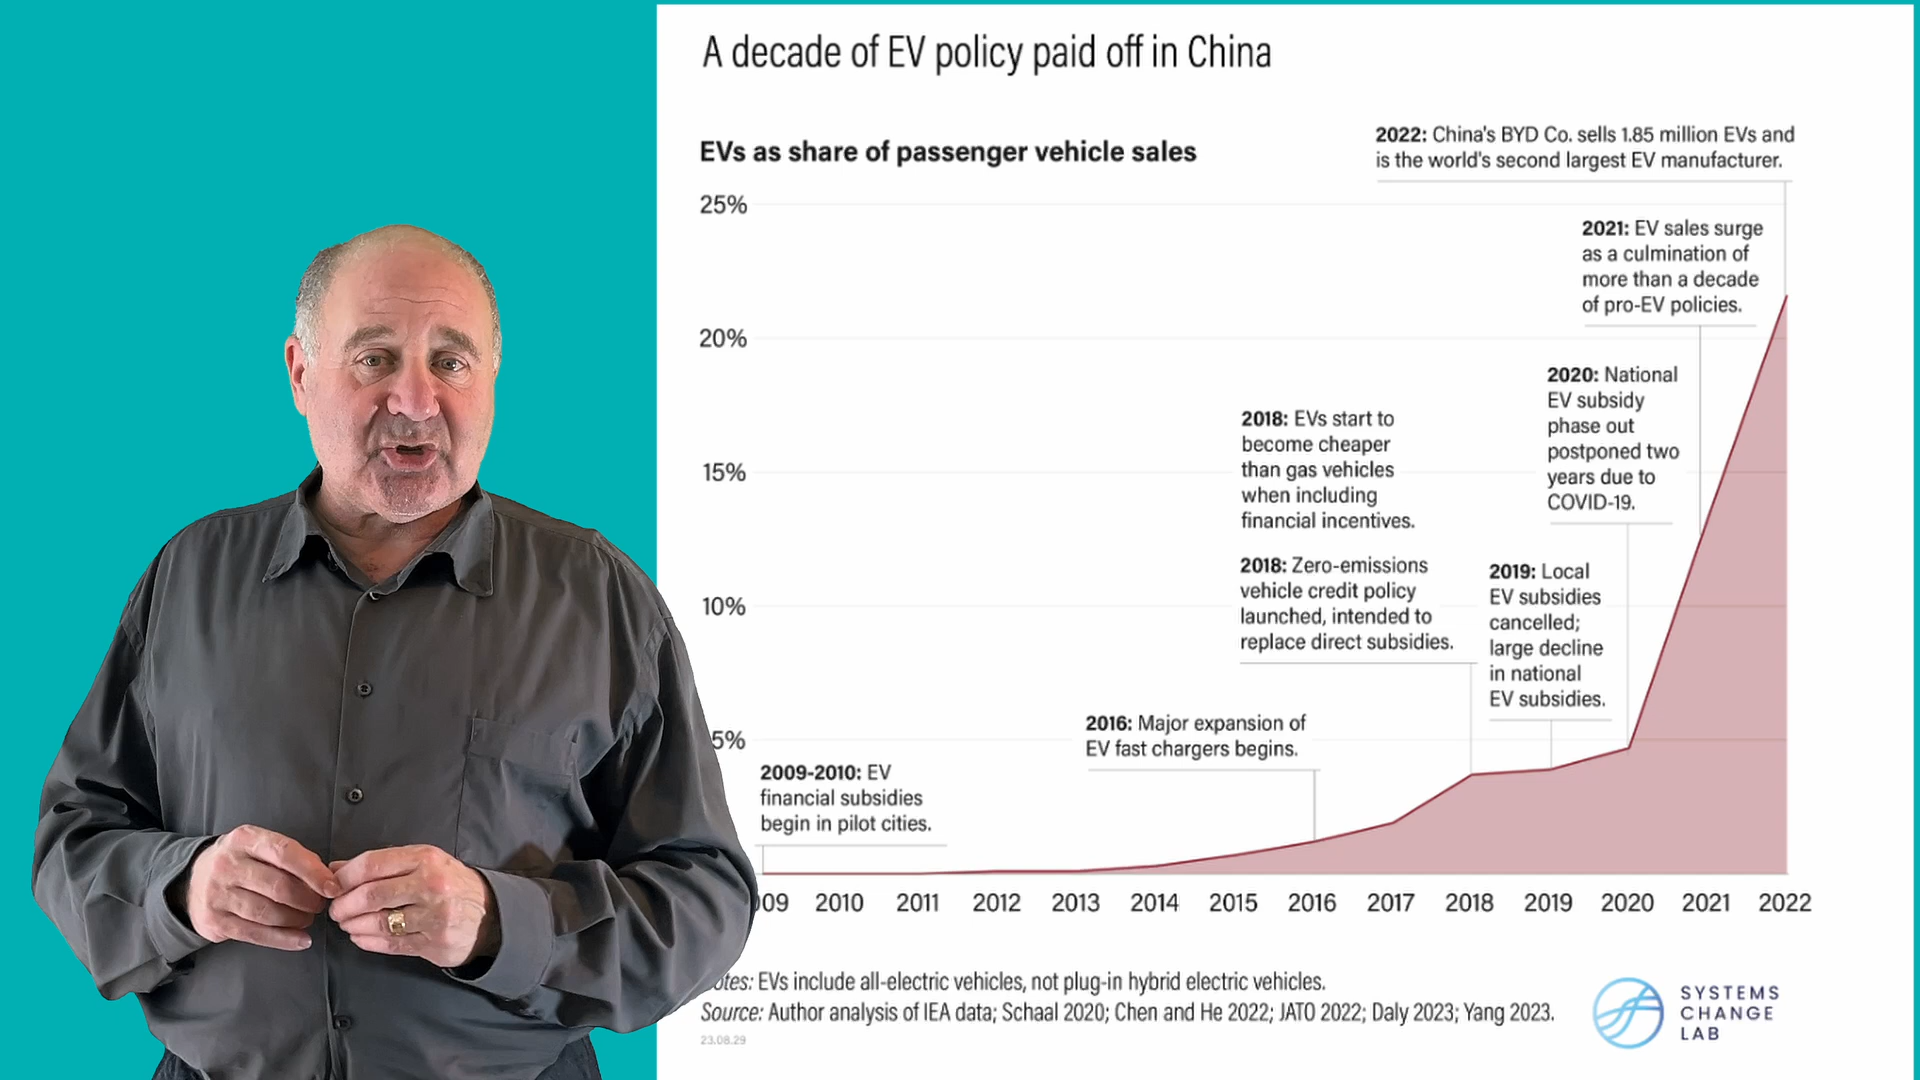 A decade of EV policy paid off in China
EVs as share of passenger vehicle sales
2022: China's BYD Co. sells 1.85 million EVs and
is the world's second largest EV manufacturer.
25%
2021: EV sales surge
as a culmination of
more than a decade
of pro-EV policies.
20%
2020: National
EV subsidy
phase out
postponed two
years due to
COVID-19.
2018: EVs start to
become cheaper
than gas vehicles
when including
financial incentives.
15%
2018: Zero-emissions
vehicle credit policy
launched, intended to
replace direct subsidies.
2019: Local
EV subsidies
cancelled;
large decline
in national
EV subsidies.
10%
2016: Major expansion of
EV fast chargers begins.
5%
2009-2010: EV
financial subsidies
begin in pilot cities.
09 2010 2011 2012 2013 2014 2015 2016 2017 2018 2019 2020 2021 2022
otes: EVs include all-electric vehicles, not plug-in hybrid electric vehicles.
Source: Author analysis of IEA data; Schaal 2020; Chen and He 2022; JATO 2022; Daly 2023; Yang 2023.
23.08.29
SYSTEMS
CHANGE
LAB